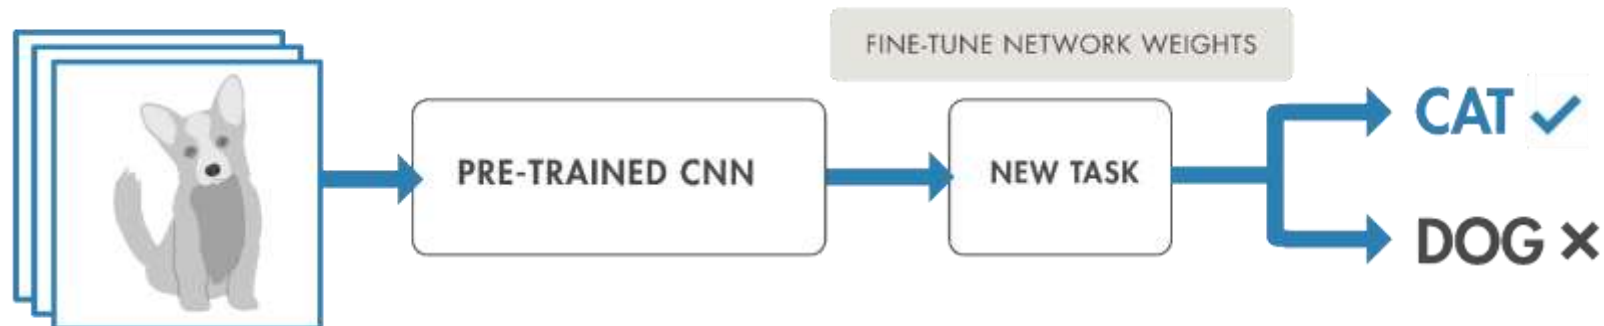 FINE-TUNE NETWORK WEIGHTS
PRE-TRAINED CNN
NEW TASK
CAT
DOG